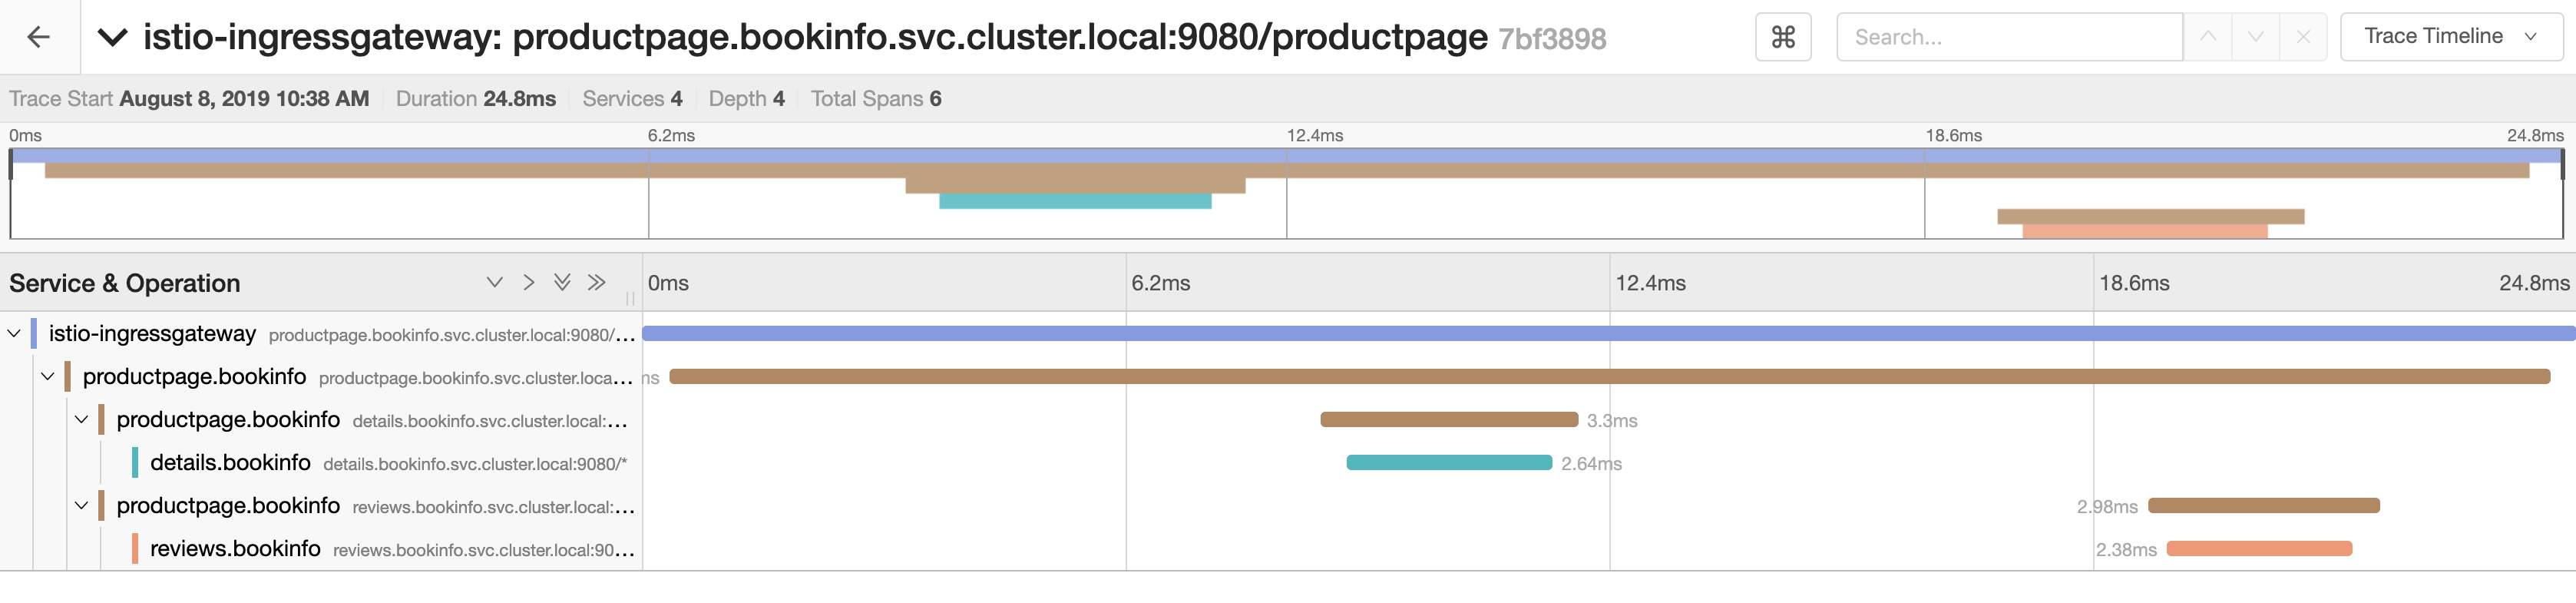 istio-ingressgateway: productpage.bookinfo.svc.cluster.local:9080/productpage 7bf3898 ⌘ Search... Trace Timeline
Trace Start August 8, 2019 10:38 AM Duration 24.8ms Services 4 Depth 4 Total Spans 6
0ms 6.2ms 12.4ms 18.6ms 24.8ms
Service & Operation 0ms 6.2ms 12.4ms 18.6ms 24.8ms
istio-ingressgateway productpage.bookinfo.svc.cluster.local:9080/...
productpage.bookinfo productpage.bookinfo.svc.cluster.loca... ms
productpage.bookinfo details.bookinfo.svc.cluster.local:... 3.3ms
details.bookinfo details.bookinfo.svc.cluster.local:9080/* 2.64ms
productpage.bookinfo reviews.bookinfo.svc.cluster.local:... 2.98ms
reviews.bookinfo reviews.bookinfo.svc.cluster.local:90... 2.38ms